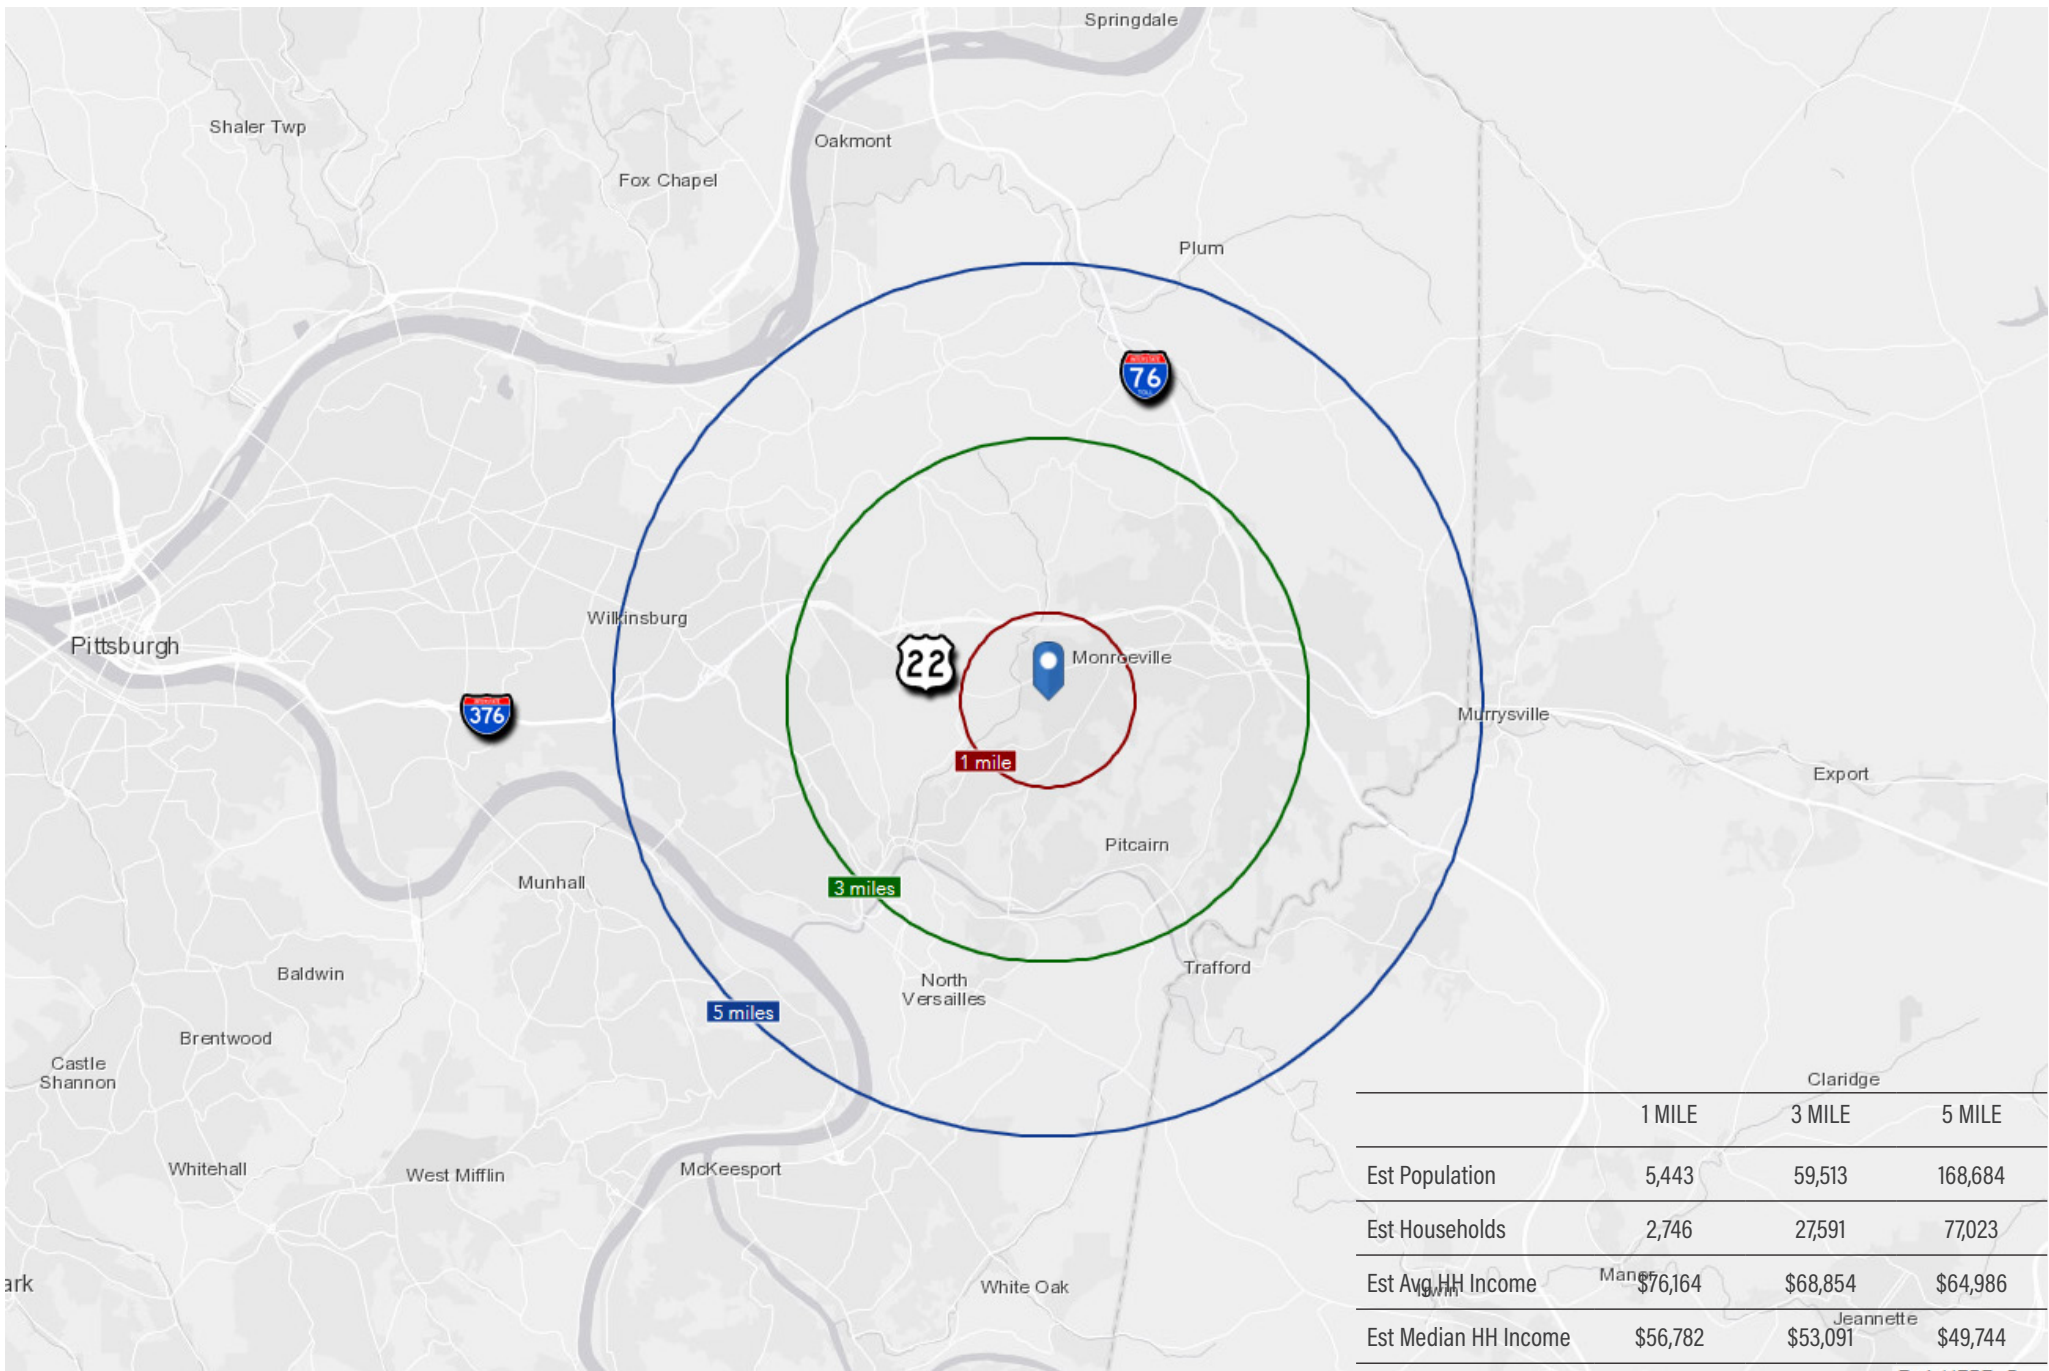 Springdale
Shaler Twp
Oakmont
Fox Chapel
Plum
76
Wilkinsburg
Pittsburgh
22
Monroeville
376
Murrysville
1 mile
Export
Pitcairn
Munhall
3 miles
Baldwin
North
Versailles
Trafford
5 miles
Brentwood
Castle
Shannon
Claridge
Whitehall
West Mifflin
McKeesport
White Oak
ark
Manor
Irwin
Jeannette
1 MILE 3 MILE 5 MILE
Est Population 5,443 59,513 168,684
Est Households 2,746 27,591 77,023
Est Avg HH Income $76,164 $68,854 $64,986
Est Median HH Income $56,782 $53,091 $49,744